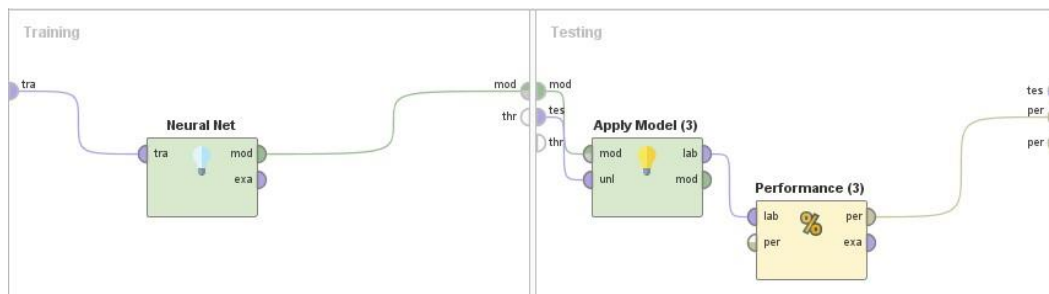 Training
tra
mod
thr
Neural Net
tra
mod
exa
Testing
mod
tes
thr
Apply Model (3)
mod
lab
unl
mod
Performance (3)
lab
per
%
per
exa
tes
per
per